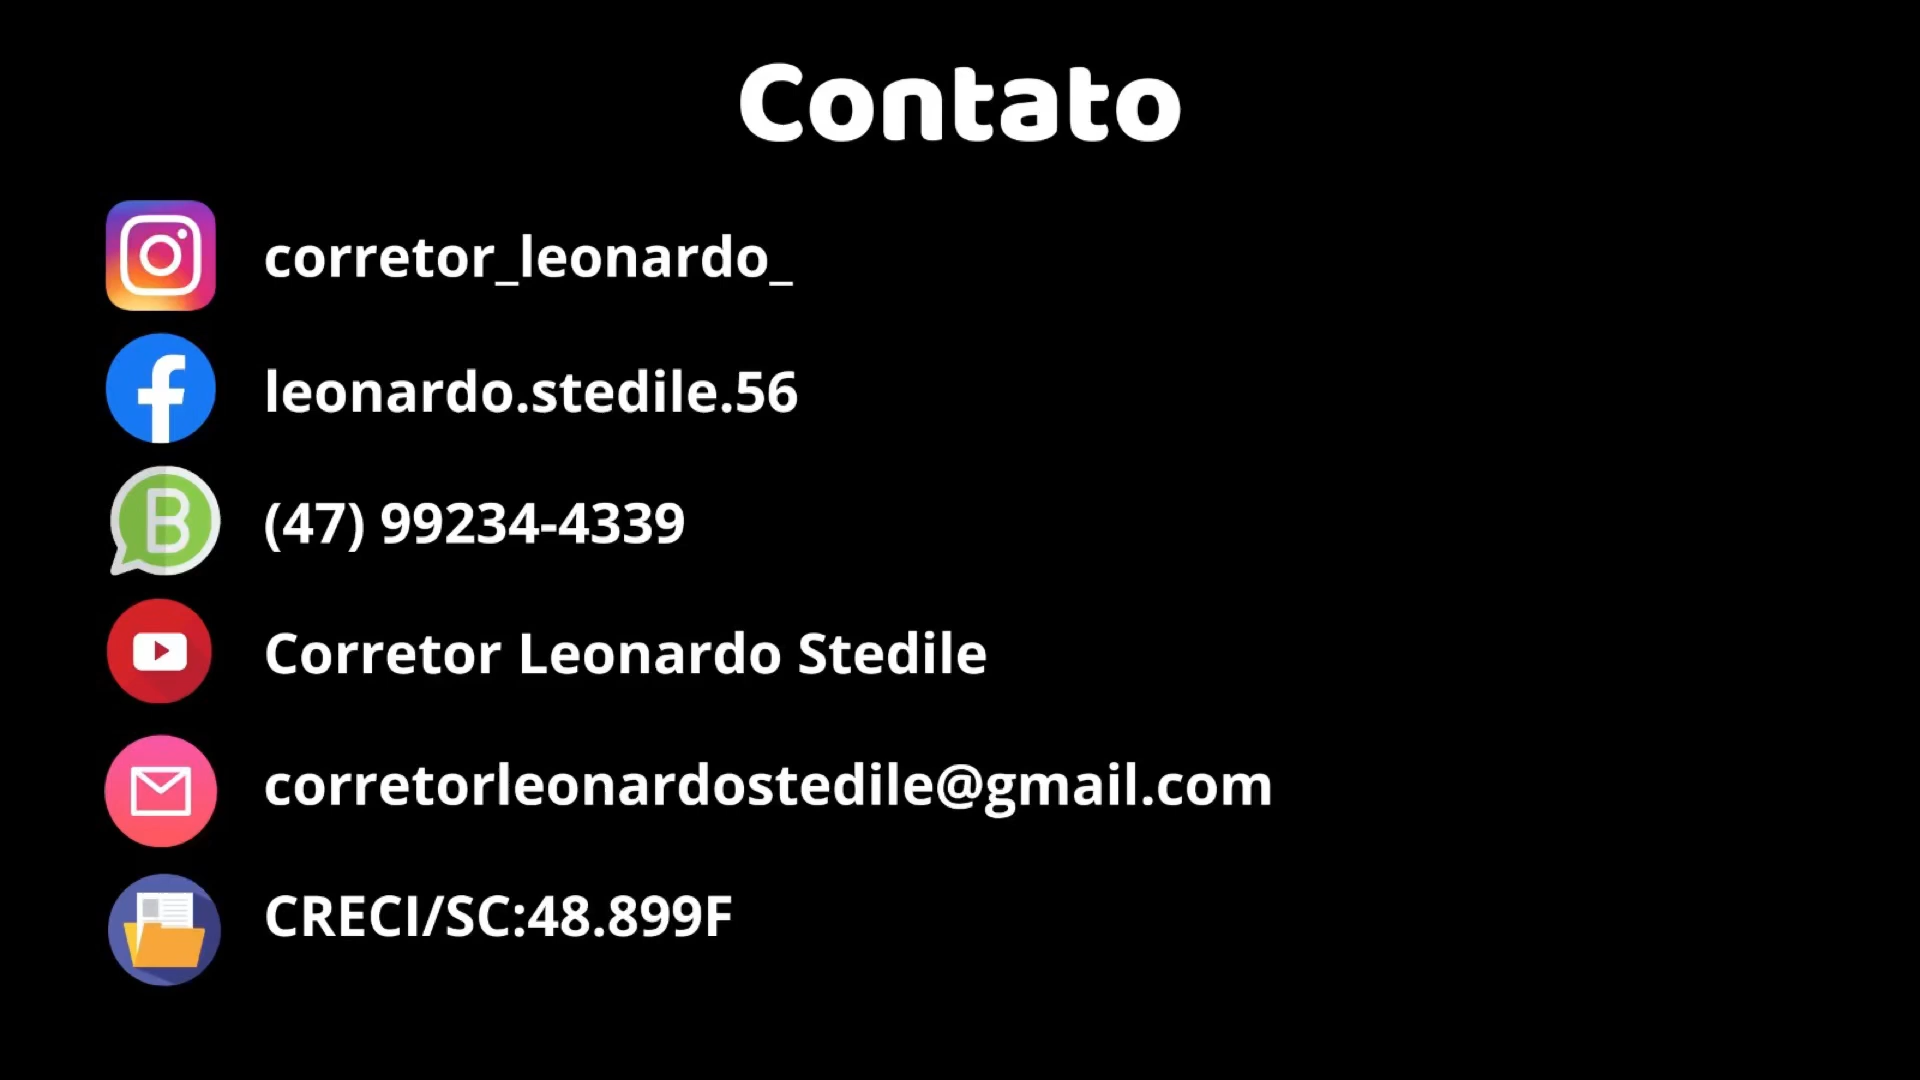 Contato
corretor_leonardo_
leonardo.stedile.56
(47) 99234-4339
Corretor Leonardo Stedile
corretorleonardostedile@gmail.com
CRECI/SC:48.899F